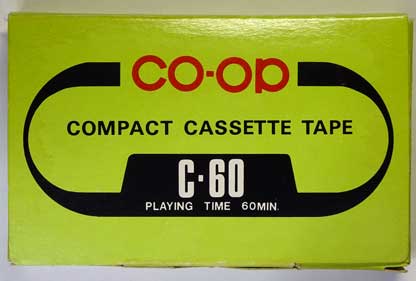 CO-OP
COMPACT CASSETTE TAPE
C·60
PLAYING TIME 60MIN.